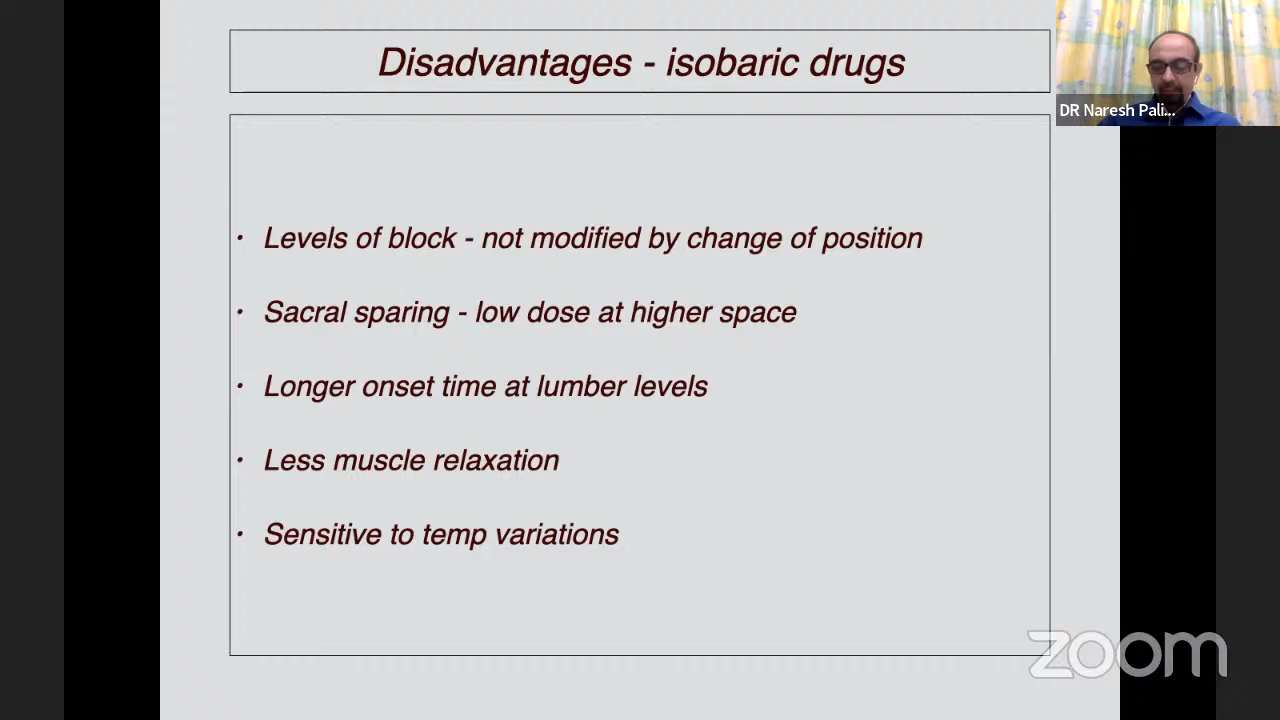 Disadvantages - isobaric drugs
DR Naresh Pali...
• Levels of block - not modified by change of position
• Sacral sparing - low dose at higher space
• Longer onset time at lumber levels
• Less muscle relaxation
• Sensitive to temp variations
zoom